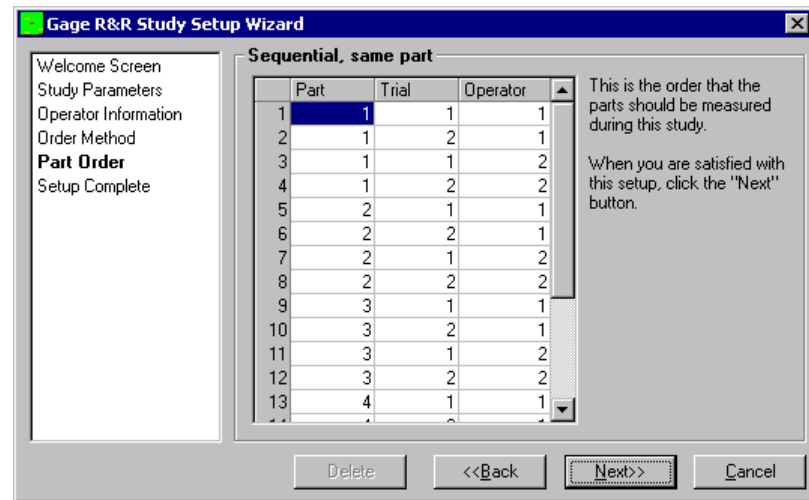 Gage R&R Study Setup Wizard
Welcome Screen
Study Parameters
Operator Information
Order Method
Part Order
Setup Complete
Sequential, same part
Part Trial Operator
1 1 1 1
2 1 2 1
3 1 1 2
4 1 2 2
5 2 1 1
6 2 2 1
7 2 1 2
8 2 2 2
9 3 1 1
10 3 2 1
11 3 1 2
12 3 2 2
13 4 1 1
This is the order that the
parts should be measured
during this study.
When you are satisfied with
this setup, click the "Next"
button.
Delete <<Back Next>> Cancel